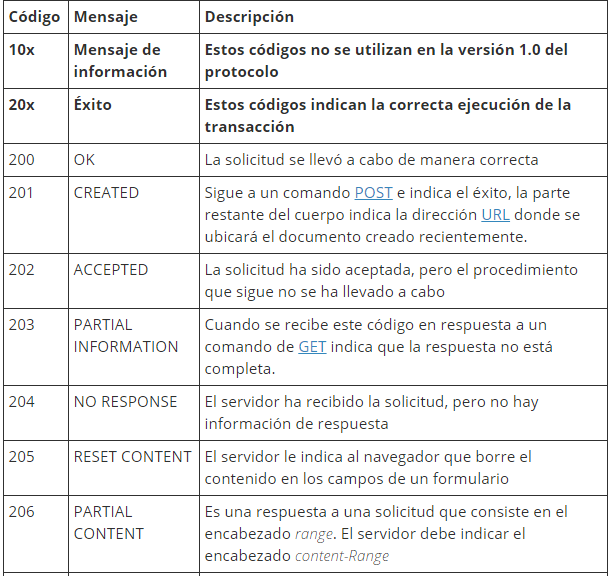 Código Mensaje Descripción
10x Mensaje de información Estos códigos no se utilizan en la versión 1.0 del protocolo
20x Éxito Estos códigos indican la correcta ejecución de la transacción
200 OK La solicitud se llevó a cabo de manera correcta
201 CREATED Sigue a un comando POST e indica el éxito, la parte restante del cuerpo indica la dirección URL donde se ubicará el documento creado recientemente.
202 ACCEPTED La solicitud ha sido aceptada, pero el procedimiento que sigue no se ha llevado a cabo
203 PARTIAL INFORMATION Cuando se recibe este código en respuesta a un comando de GET indica que la respuesta no está completa.
204 NO RESPONSE El servidor ha recibido la solicitud, pero no hay información de respuesta
205 RESET CONTENT El servidor le indica al navegador que borre el contenido en los campos de un formulario
206 PARTIAL CONTENT Es una respuesta a una solicitud que consiste en el encabezado range. El servidor debe indicar el encabezado content-Range